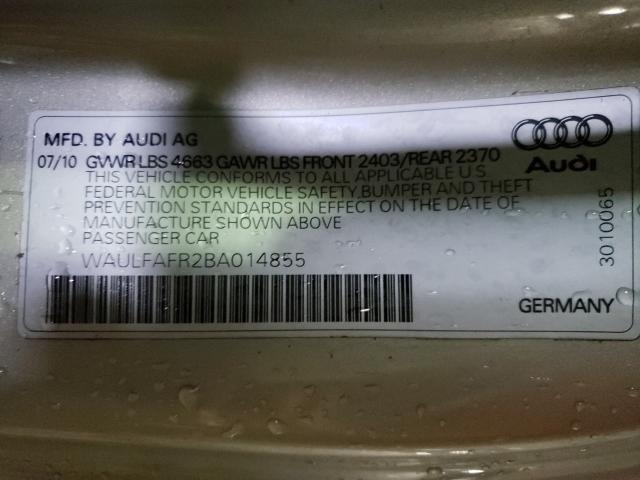 MFD. BY AUDI AG
07/10 GVWR LBS 4663 GAWR LBS FRONT 2403/REAR 2370
THIS VEHICLE CONFORMS TO ALL APPLICABLE U S
FEDERAL MOTOR VEHICLE SAFETY,BUMPER AND THEFT
PREVENTION STANDARDS IN EFFECT ON THE DATE OF
MANUFACTURE SHOWN ABOVE
PASSENGER CAR
WAULFAFR2BA014855
Audi
3010065
GERMANY